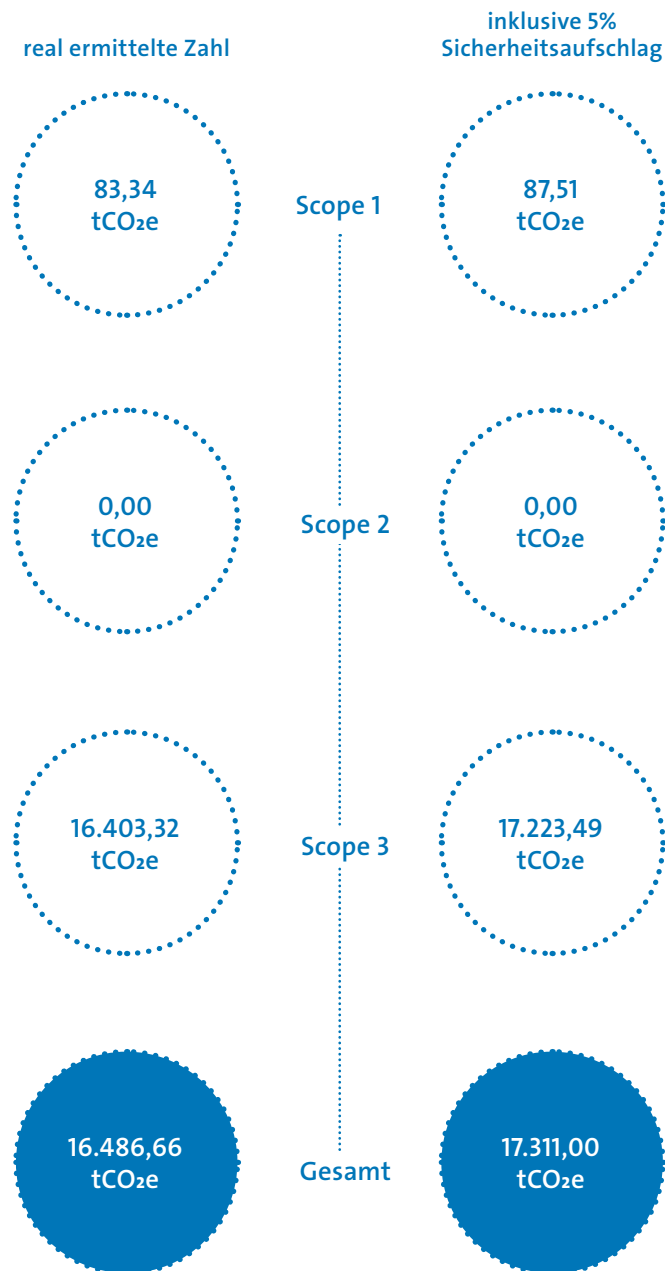 real ermittelte Zahl
inklusive 5%
Sicherheitsaufschlag
83,34
tCO₂e
Scope 1
87,51
tCO₂e
0,00
tCO₂e
Scope 2
0,00
tCO₂e
16.403,32
tCO₂e
Scope 3
17.223,49
tCO₂e
16.486,66
tCO₂e
Gesamt
17.311,00
tCO₂e